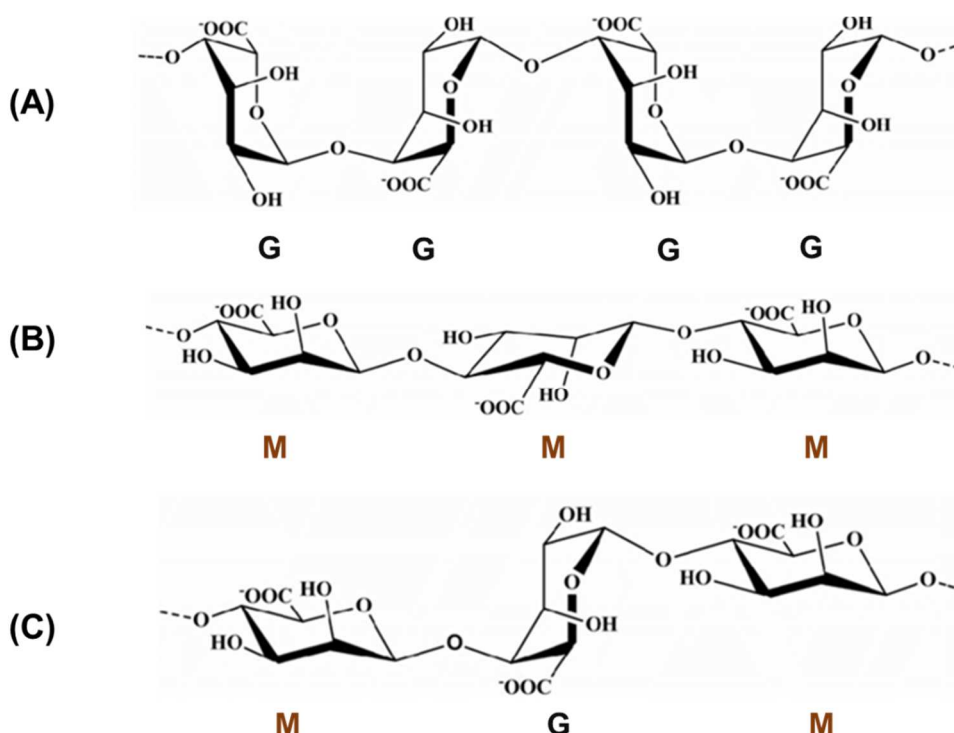 ⁻OOC OH ⁻OOC OH
O OH O O OH O
(A) O O
OH OH
O O
OH ⁻OOC OH ⁻OOC
G G G G
⁻OOC HO O HO O ⁻OOC HO O
(B) O HO O HO O
⁻OOC HO O
M M M
OH ⁻OOC HO O
O HO O
O
⁻OOC HO O
(C) O HO O OH
⁻OOC
M G M